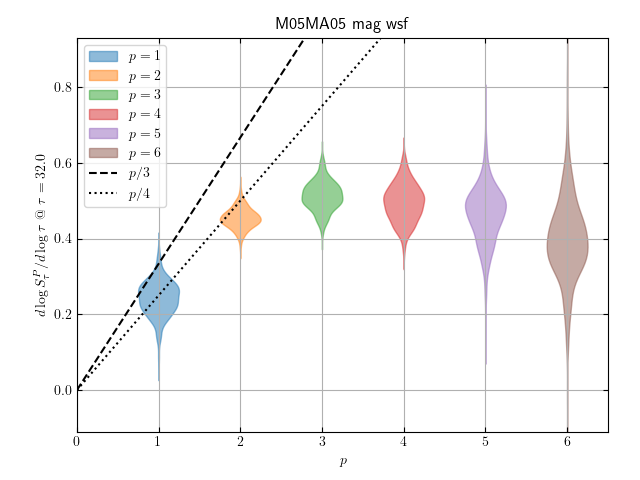 M05MA05 mag wsf
p = 1
p = 2
p = 3
p = 4
p = 5
p = 6
p/3
p/4
d log S_τ^P / d log τ @ τ = 32.0
0.8
0.6
0.4
0.2
0.0
0 1 2 3 4 5 6
p